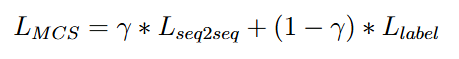 L_{MCS} = γ * L_{seq2seq} + (1 − γ) * L_{label}